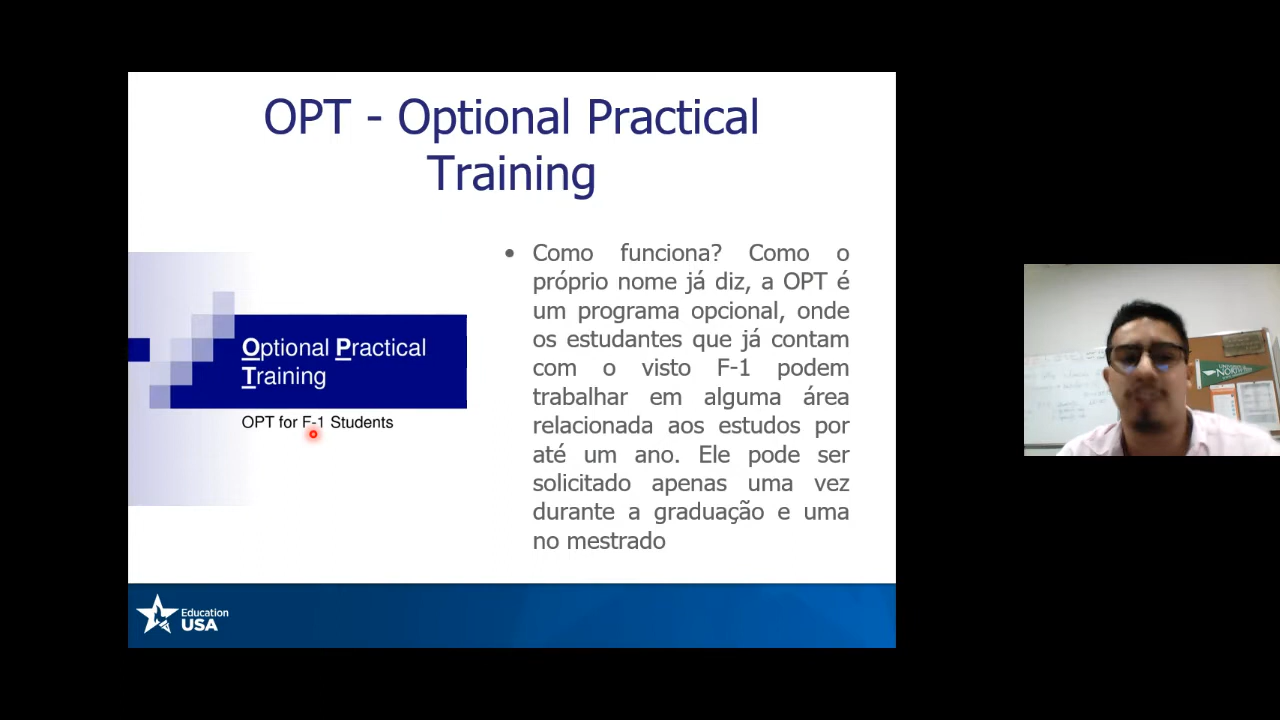 OPT - Optional Practical
Training
Como funciona? Como o
próprio nome já diz, a OPT é
um programa opcional, onde
os estudantes que já contam
com o visto F-1 podem
trabalhar em alguma área
relacionada aos estudos por
até um ano. Ele pode ser
solicitado apenas uma vez
durante a graduação e uma
no mestrado
Optional Practical
Training
OPT for F-1 Students
Education
USA